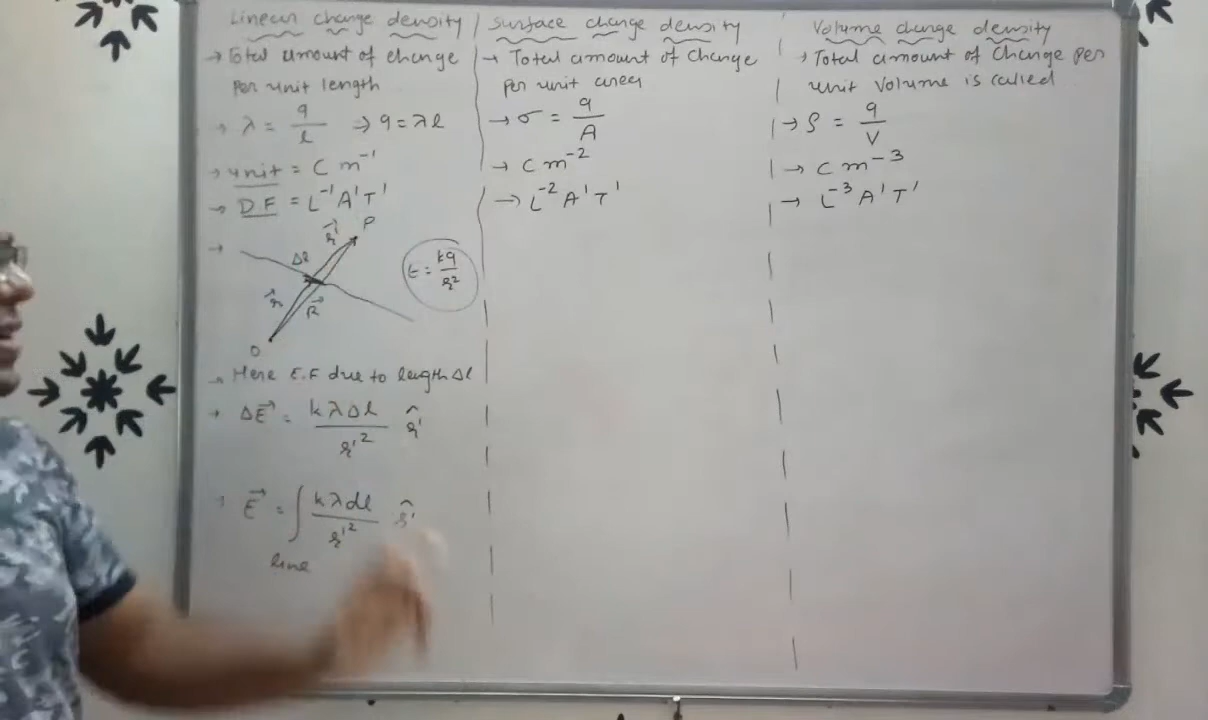 Linear charge density
→ Total amount of charge
per unit length
→ λ = q/l ⇒ q = λl
→ unit = C m⁻¹
→ D.F = L⁻¹A¹T¹
→
P
r⃗'
Δl
r⃗
R⃗
O
E = kq/r²
→ Here E.F due to length Δl
→ ΔE⃗ = kλΔl/r'² r̂'
→ E⃗ = ∫ kλdl/r'² r̂'
line
Surface charge density
→ Total amount of charge
per unit area
→ σ = q/A
→ C m⁻²
→ L⁻²A¹T¹
Volume charge density
→ Total amount of charge per
unit volume is called
→ ρ = q/V
→ C m⁻³
→ L⁻³A¹T¹